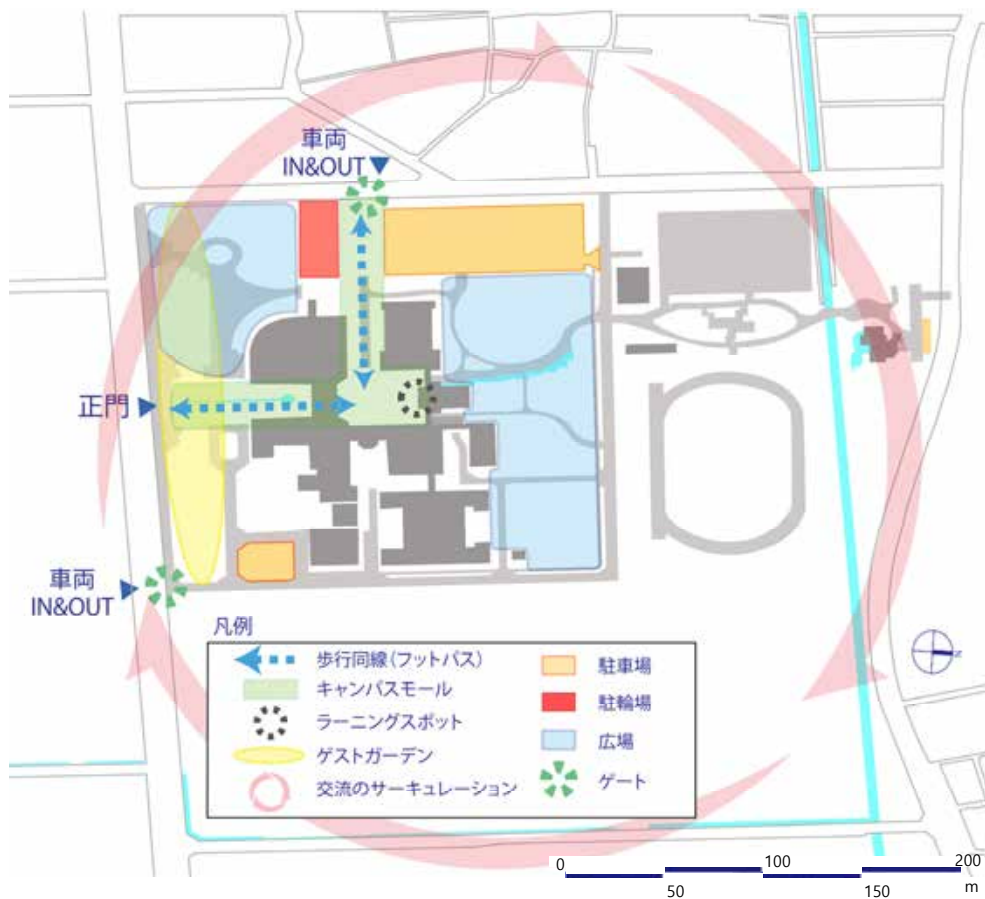 車両
IN&OUT
正門
車両
IN&OUT
凡例
歩行同線(フットパス)
キャンパスモール
ラーニングスポット
ゲストガーデン
交流のサーキュレーション
駐車場
駐輪場
広場
ゲート
N
0
100
200
50
150
m